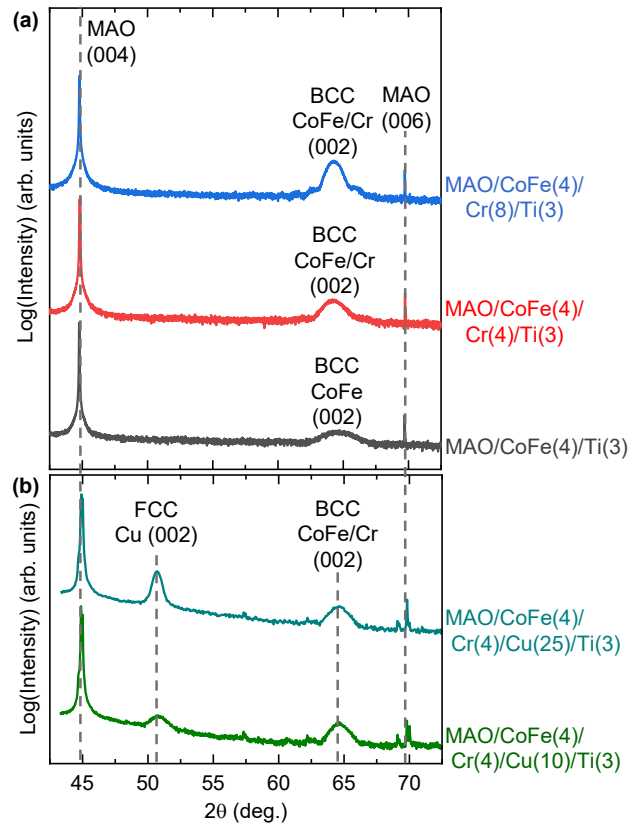 (a)
MAO
(004)
BCC
CoFe/Cr
(002)
MAO
(006)
MAO/CoFe(4)/
Cr(8)/Ti(3)
BCC
CoFe/Cr
(002)
MAO/CoFe(4)/
Cr(4)/Ti(3)
BCC
CoFe
(002)
MAO/CoFe(4)/Ti(3)
Log(Intensity) (arb. units)
(b)
FCC
Cu (002)
BCC
CoFe/Cr
(002)
MAO/CoFe(4)/
Cr(4)/Cu(25)/Ti(3)
MAO/CoFe(4)/
Cr(4)/Cu(10)/Ti(3)
Log(Intensity) (arb. units)
45 50 55 60 65 70
2θ (deg.)